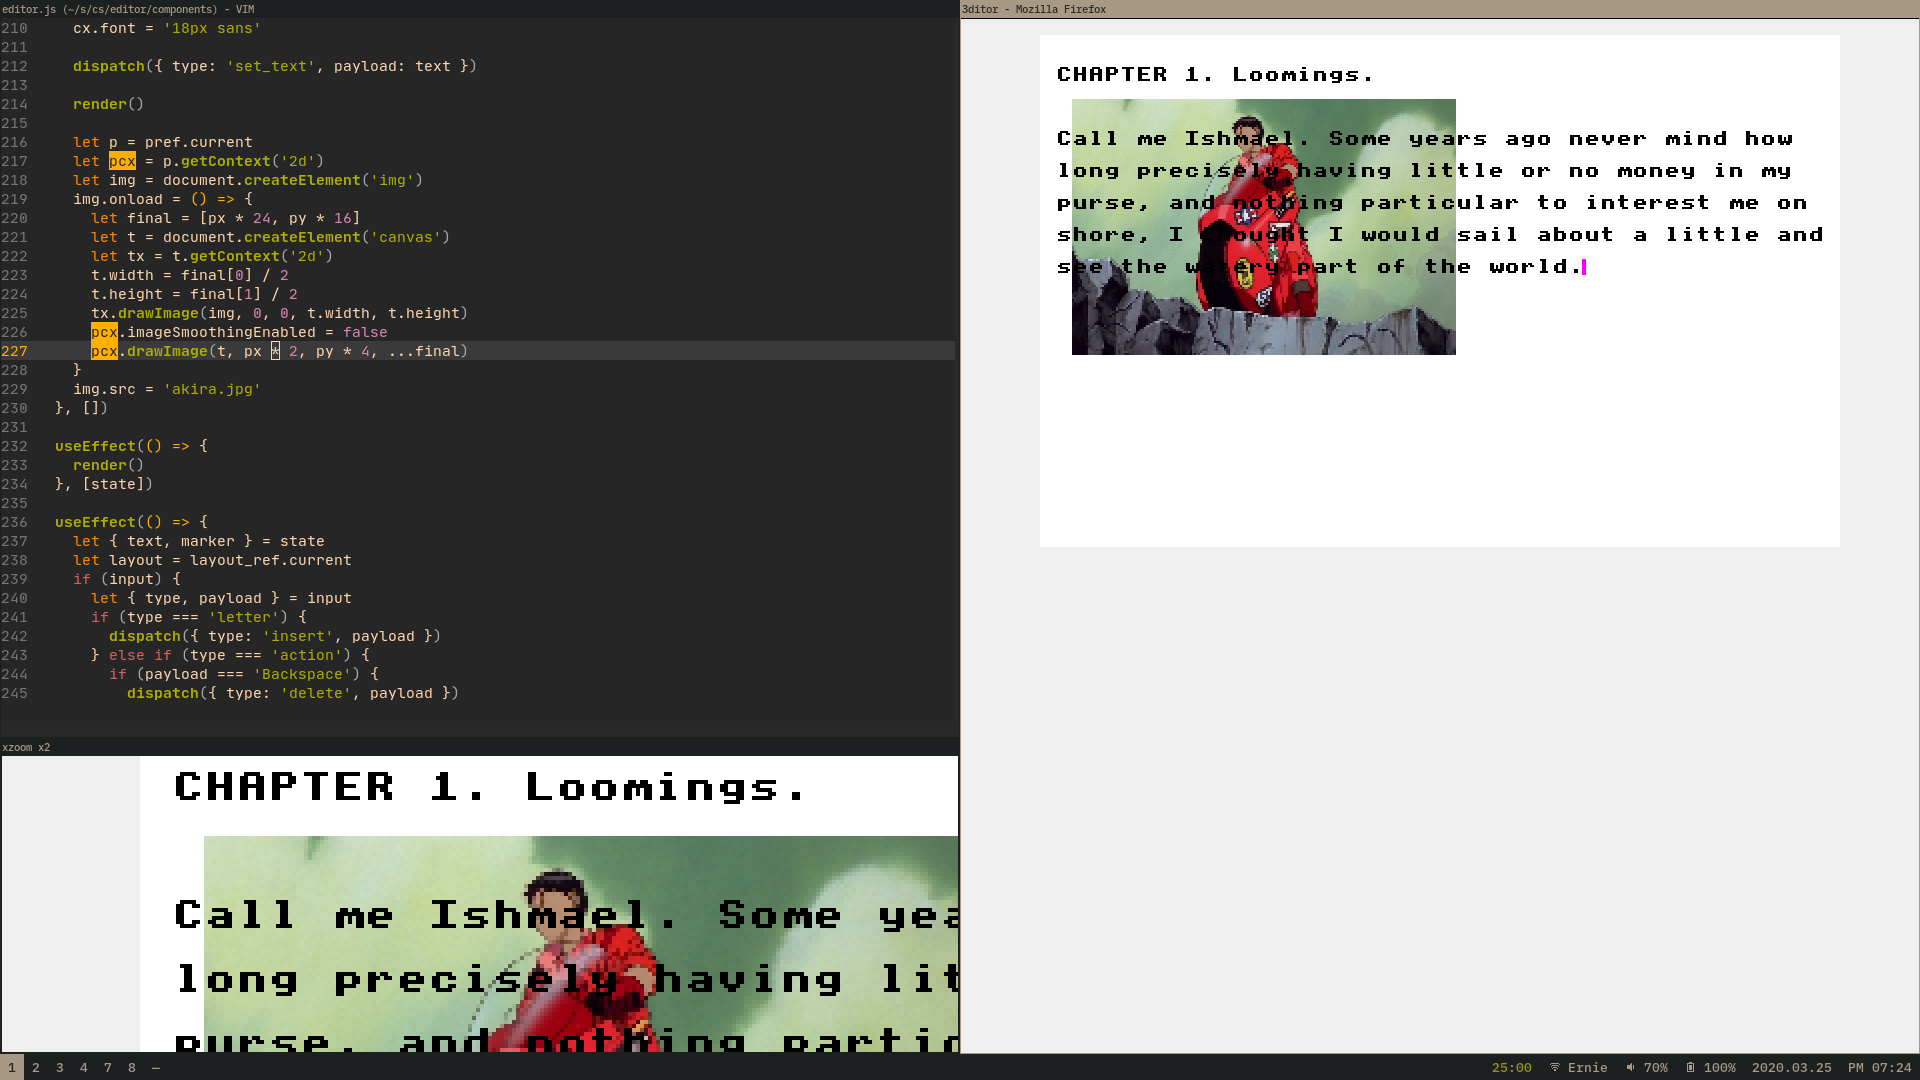 editor.js (~/s/cs/editor/components) - VIM
210 cx.font = '18px sans'
211
212 dispatch({ type: 'set_text', payload: text })
213
214 render()
215
216 let p = pref.current
217 let pcx = p.getContext('2d')
218 let img = document.createElement('img')
219 img.onload = () => {
220 let final = [px * 24, py * 16]
221 let t = document.createElement('canvas')
222 let tx = t.getContext('2d')
223 t.width = final[0] / 2
224 t.height = final[1] / 2
225 tx.drawImage(img, 0, 0, t.width, t.height)
226 pcx.imageSmoothingEnabled = false
227 pcx.drawImage(t, px * 2, py * 4, ...final)
228 }
229 img.src = 'akira.jpg'
230 }, [])
231
232 useEffect(() => {
233 render()
234 }, [state])
235
236 useEffect(() => {
237 let { text, marker } = state
238 let layout = layout_ref.current
239 if (input) {
240 let { type, payload } = input
241 if (type === 'letter') {
242 dispatch({ type: 'insert', payload })
243 } else if (type === 'action') {
244 if (payload === 'Backspace') {
245 dispatch({ type: 'delete', payload })
xzoom x2
CHAPTER 1. Loomings.
Call me Ishmael. Some yea
long precisely having lit
purse, and nothing partic
3ditor - Mozilla Firefox
CHAPTER 1. Loomings.
Call me Ishmael. Some years ago never mind how
long precisely having little or no money in my
purse, and nothing particular to interest me on
shore, I thought I would sail about a little and
see the watery part of the world.
1 2 3 4 7 8 —
25:00 Ernie 70% 100% 2020.03.25 PM 07:24